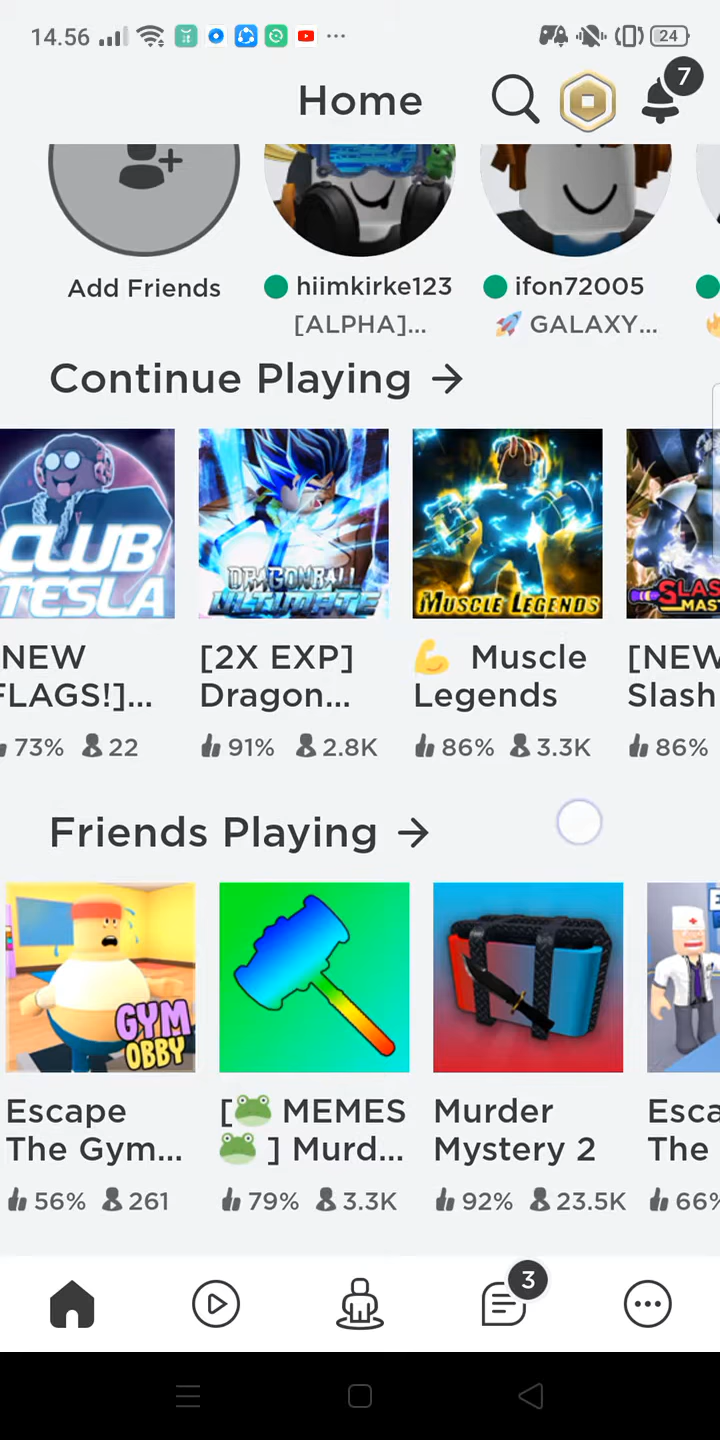 14.56
24
Home
7
Add Friends
hiimkirke123
ifon72005
[ALPHA]...
🚀 GALAXY...
Continue Playing →
CLUB
TESLA
DRAGONBALL
ULTIMATE
MUSCLE LEGENDS
SLAS
MAST
NEW
FLAGS!]...
[2X EXP]
Dragon...
💪 Muscle
Legends
[NEW
Slash
73% 22
91% 2.8K
86% 3.3K
86%
Friends Playing →
GYM
OBBY
Escape
The Gym...
[🐸 MEMES
🐸 ] Murd...
Murder
Mystery 2
Esca
The
56% 261
79% 3.3K
92% 23.5K
66%
3